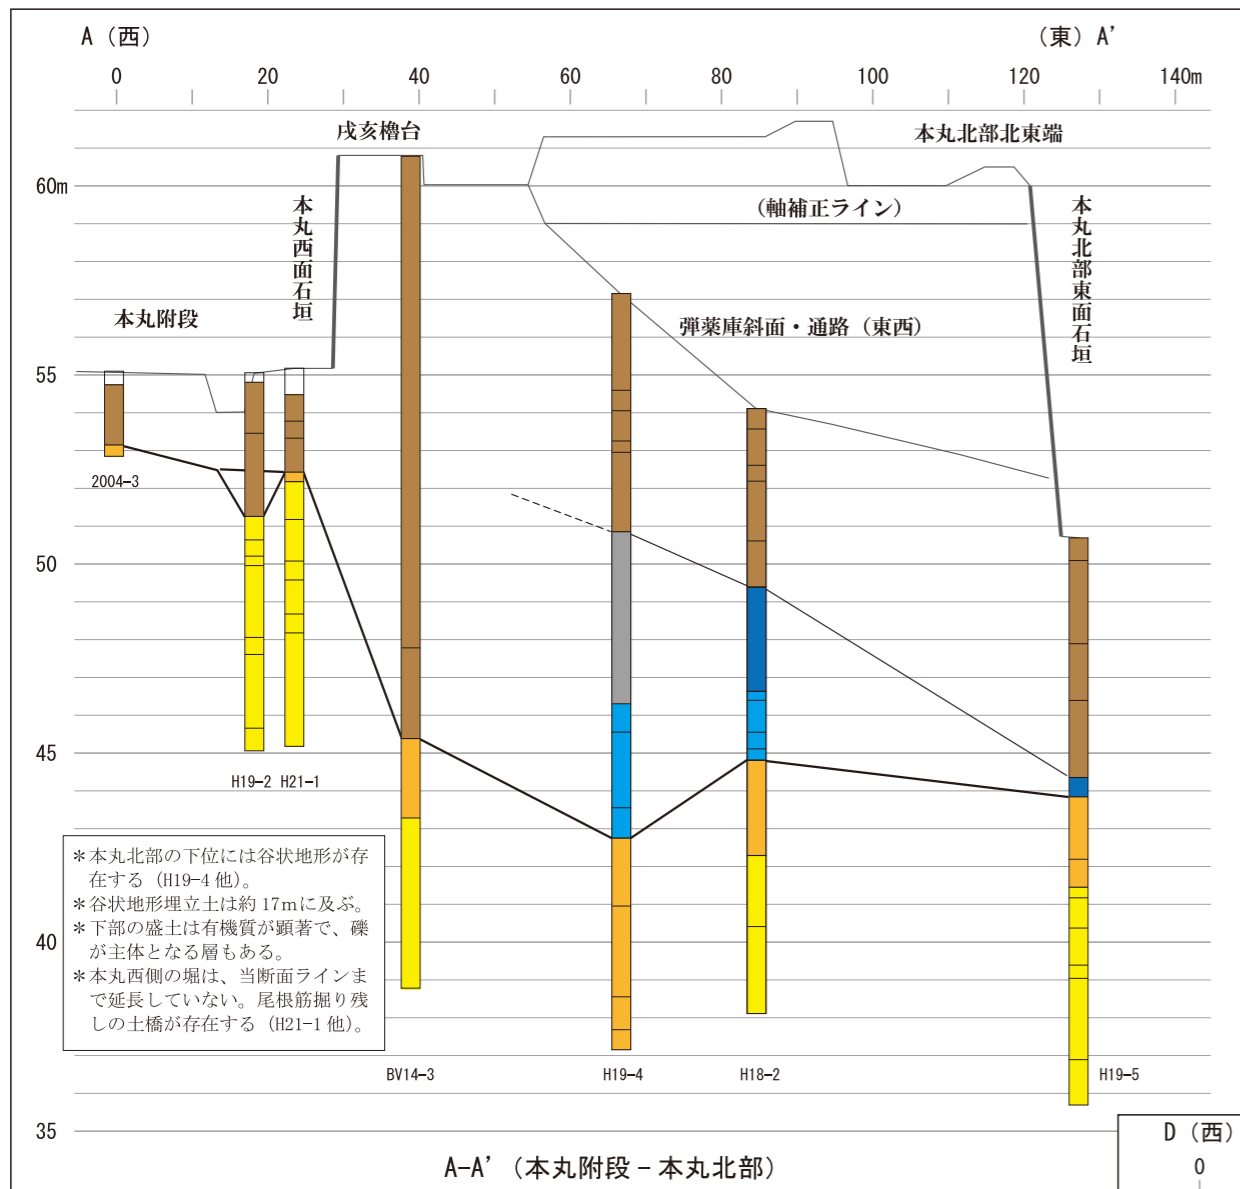 A（西）
（東）A'
0 20 40 60 80 100 120 140m
戌亥櫓台
本丸北部北東端
60m
本丸西面石垣
（軸補正ライン）
本丸北部東面石垣
本丸附段
弾薬庫斜面・通路（東西）
55
2004-3
50
45
H19-2 H21-1
＊本丸北部の下位には谷状地形が存
在する（H19-4 他）。
＊谷状地形埋立土は約 17ｍに及ぶ。
＊下部の盛土は有機質が顕著で、礫
が主体となる層もある。
＊本丸西側の堀は、当断面ラインま
で延長していない。尾根筋掘り残
しの土橋が存在する（H21-1 他）。
40
BV14-3
H19-4
H18-2
H19-5
35
A-A'（本丸附段 − 本丸北部）
D（西）
0